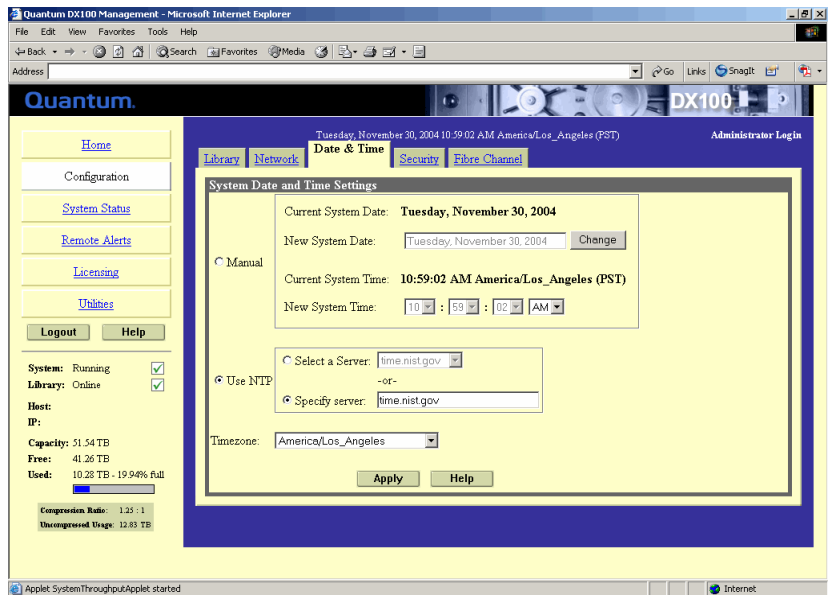 Quantum DX100 Management - Microsoft Internet Explorer
File Edit View Favorites Tools Help
Back Search Favorites Media
Address Go Links SnagIt
Quantum. DX100
Tuesday, November 30, 2004 10:59:02 AM America/Los_Angeles (PST) Administrator Login
Library Network Date & Time Security Fibre Channel
Home
Configuration
System Status
Remote Alerts
Licensing
Utilities
Logout Help
System: Running
Library: Online
Host:
IP:
Capacity: 51.54 TB
Free: 41.26 TB
Used: 10.28 TB - 19.94% full
Compression Ratio: 1.25 : 1
Uncompressed Usage: 12.83 TB
System Date and Time Settings
Manual
Current System Date: Tuesday, November 30, 2004
New System Date: Tuesday, November 30, 2004 Change
Current System Time: 10:59:02 AM America/Los_Angeles (PST)
New System Time: 10 : 59 : 02 AM
Use NTP
Select a Server: time.nist.gov
-or-
Specify server: time.nist.gov
Timezone: America/Los_Angeles
Apply Help
Applet SystemThroughputApplet started Internet